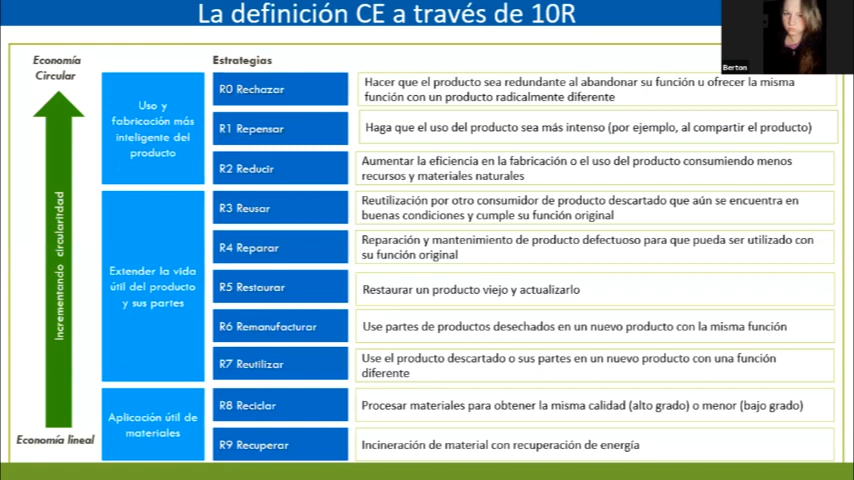 La definición CE a través de 10R
Berton
Economía
Circular
Estrategias
Uso y
fabricación más
inteligente del
producto
R0 Rechazar
Hacer que el producto sea redundante al abandonar su función u ofrecer la misma
función con un producto radicalmente diferente
R1 Repensar
Haga que el uso del producto sea más intenso (por ejemplo, al compartir el producto)
R2 Reducir
Aumentar la eficiencia en la fabricación o el uso del producto consumiendo menos
recursos y materiales naturales
Incrementando circularitdad
Extender la vida
útil del producto
y sus partes
R3 Reusar
Reutilización por otro consumidor de producto descartado que aún se encuentra en
buenas condiciones y cumple su función original
R4 Reparar
Reparación y mantenimiento de producto defectuoso para que pueda ser utilizado con
su función original
R5 Restaurar
Restaurar un producto viejo y actualizarlo
R6 Remanufacturar
Use partes de productos desechados en un nuevo producto con la misma función
R7 Reutilizar
Use el producto descartado o sus partes en un nuevo producto con una función
diferente
Aplicación útil de
materiales
R8 Reciclar
Procesar materiales para obtener la misma calidad (alto grado) o menor (bajo grado)
R9 Recuperar
Incineración de material con recuperación de energía
Economía lineal